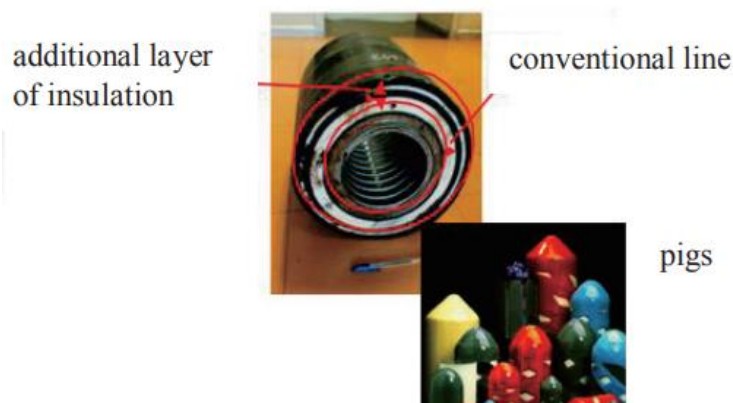 additional layer
of insulation
conventional line
pigs